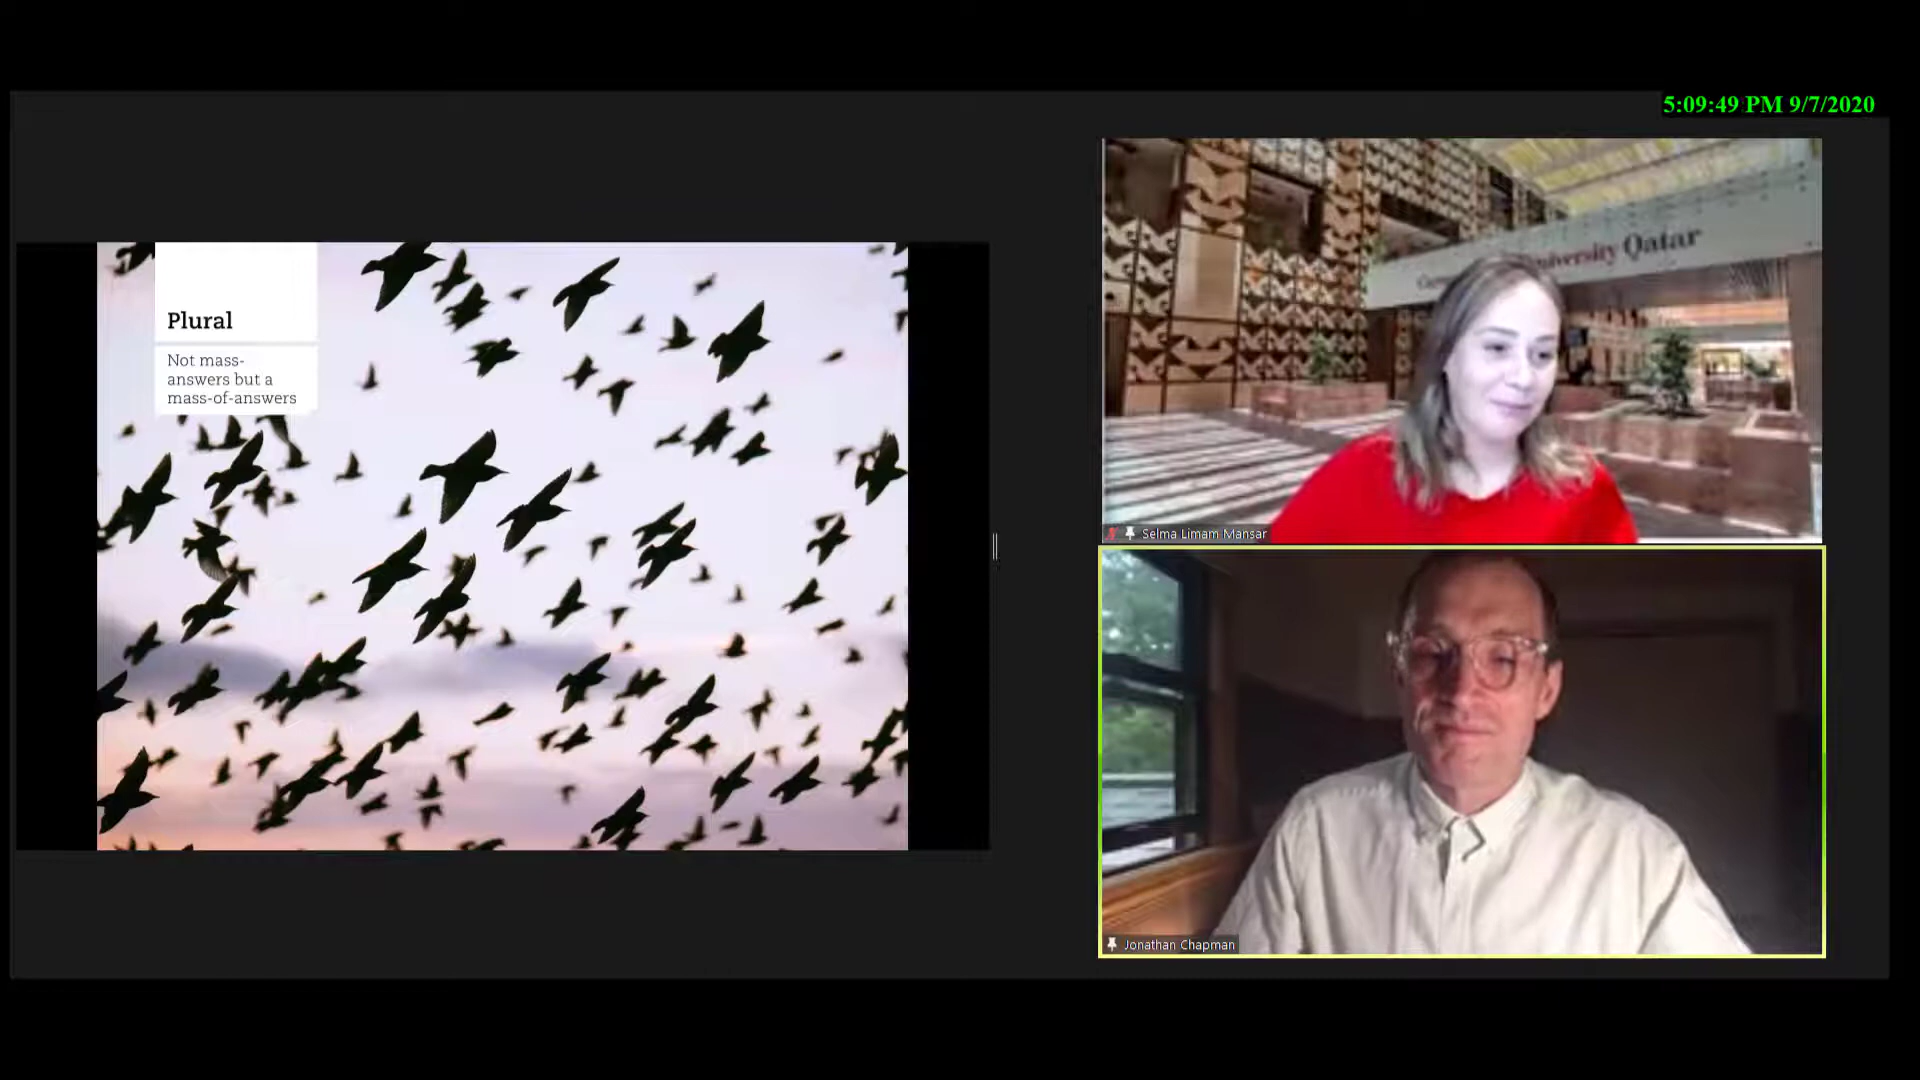 5:09:49 PM 9/7/2020
Plural
Not mass-
answers but a
mass-of-answers
University Qatar
Selma Limam Mansar
Jonathan Chapman